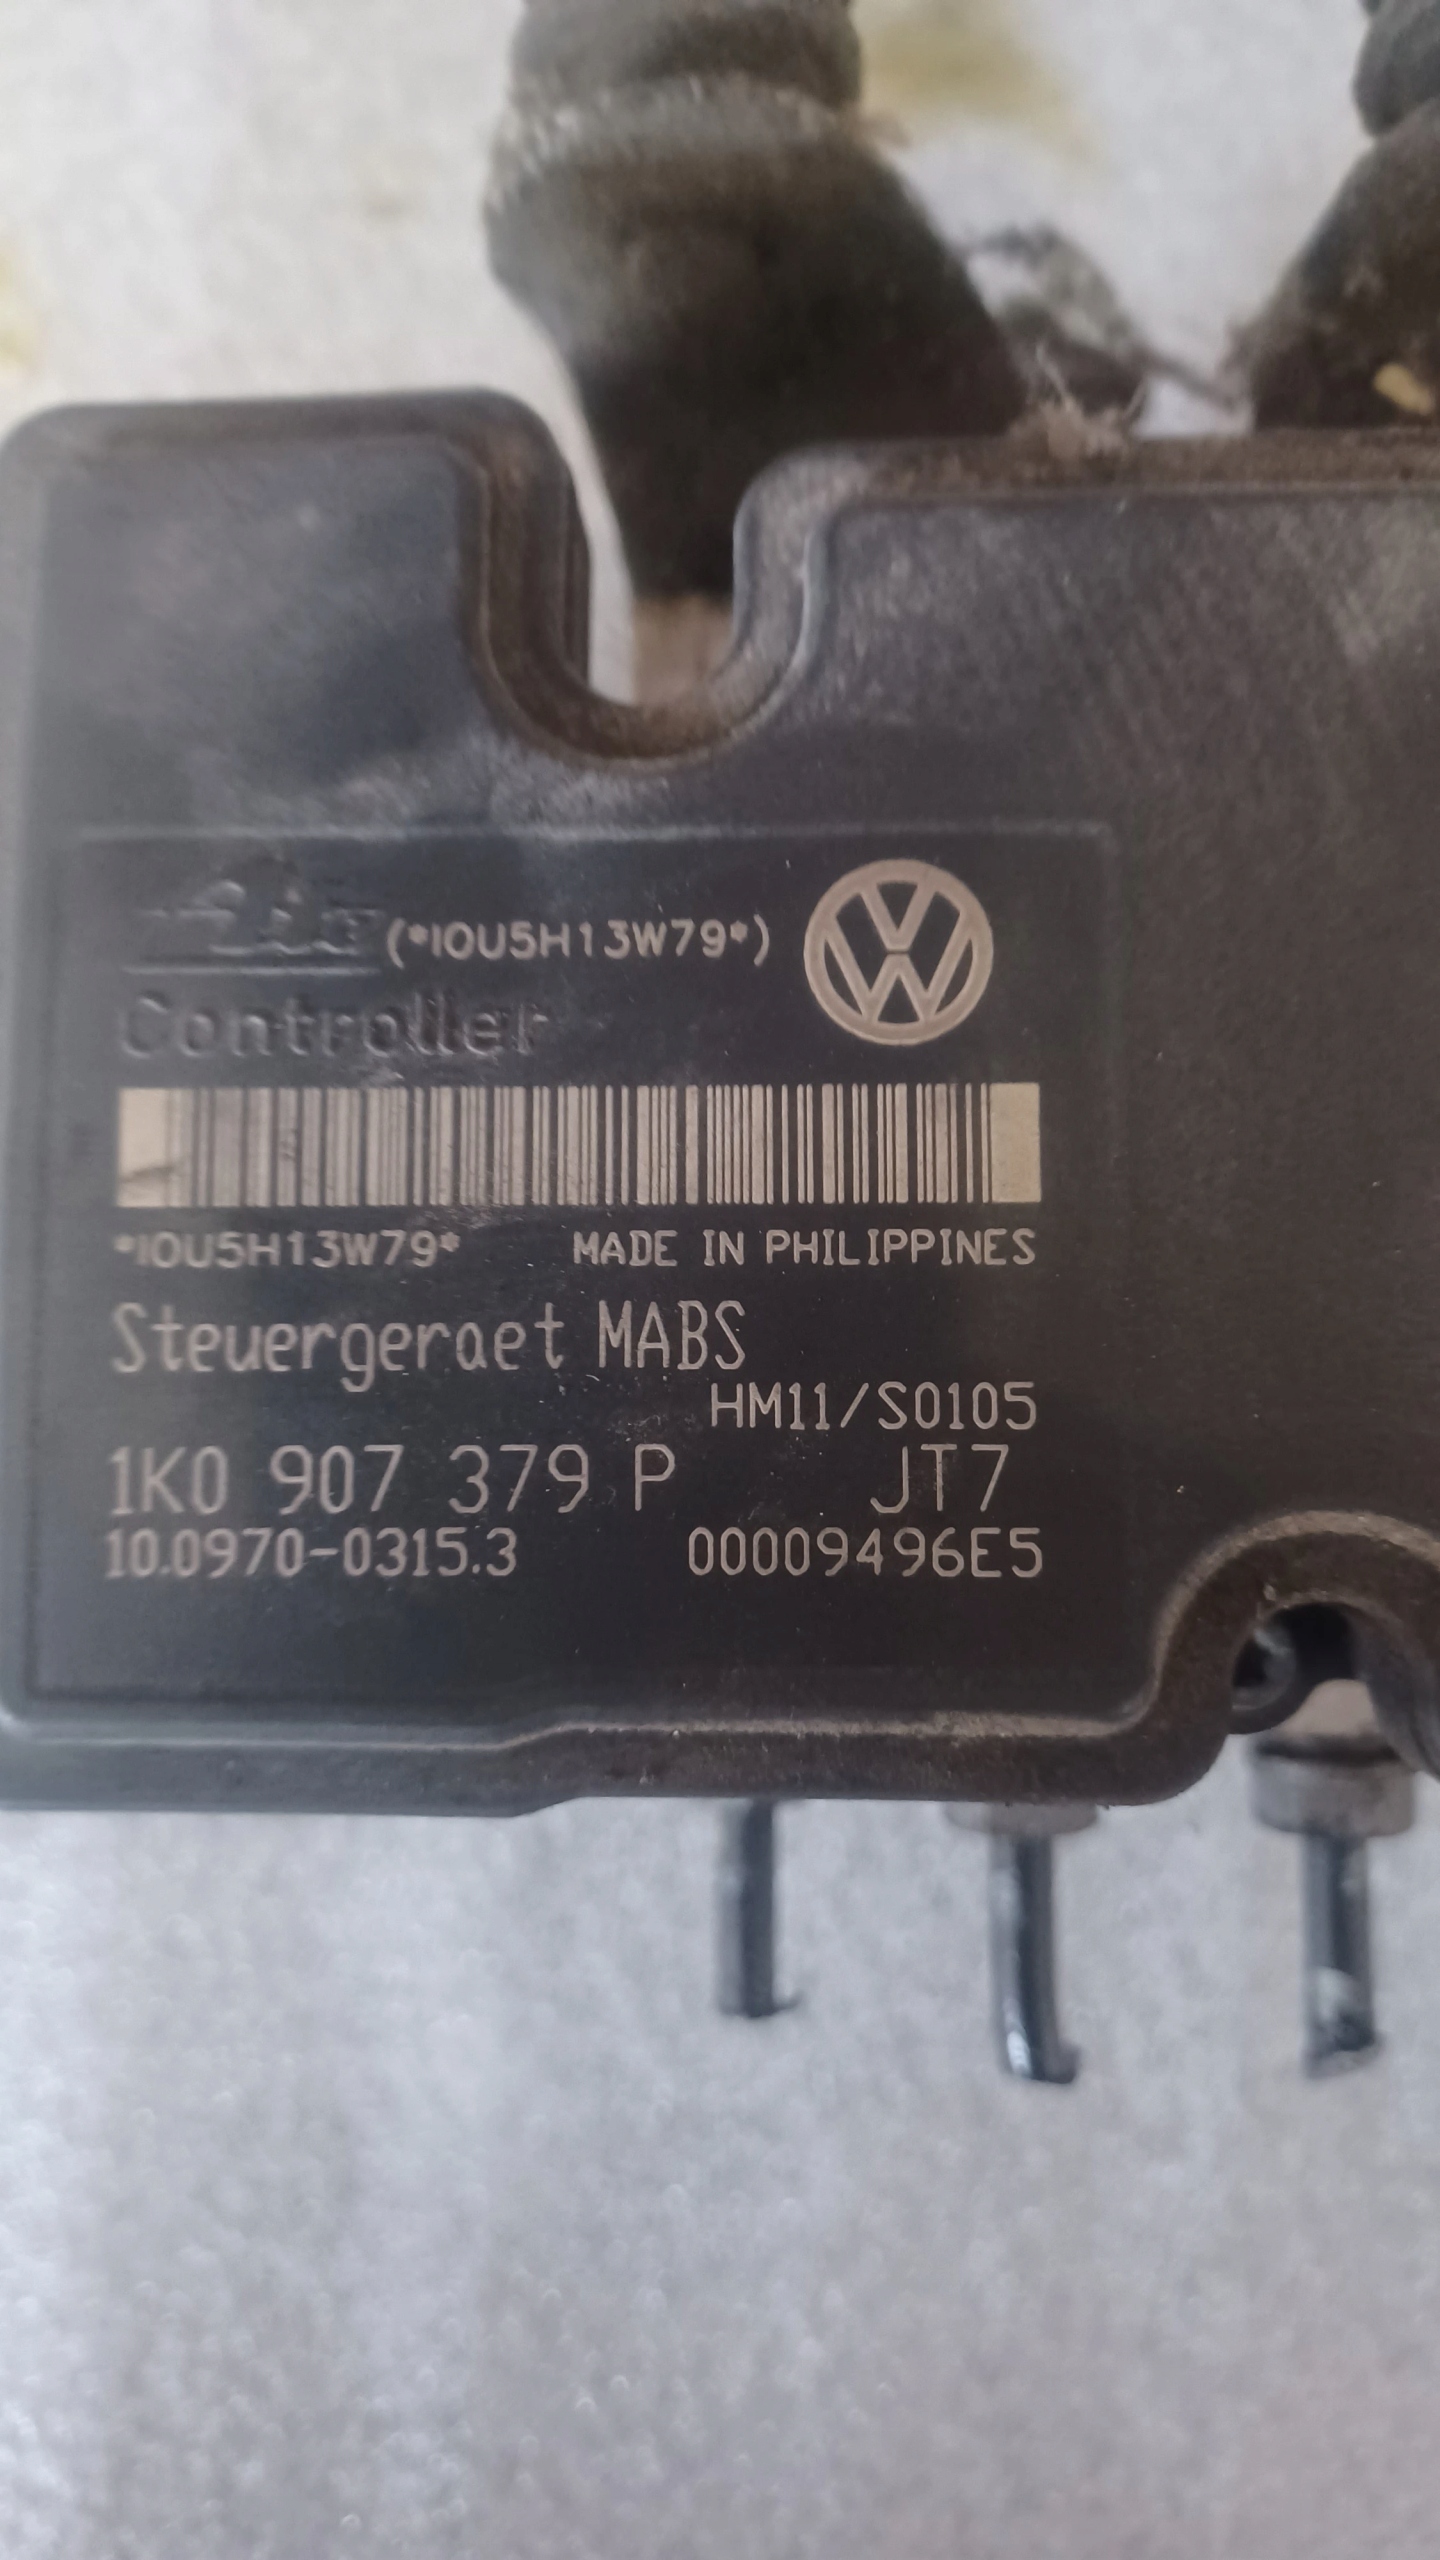 (*IOU5H13W79*)
Controller
*IOU5H13W79* MADE IN PHILIPPINES
Steuergeraet MABS
HM11/S0105
1K0 907 379 P JT7
10.0970-0315.3 00009496E5